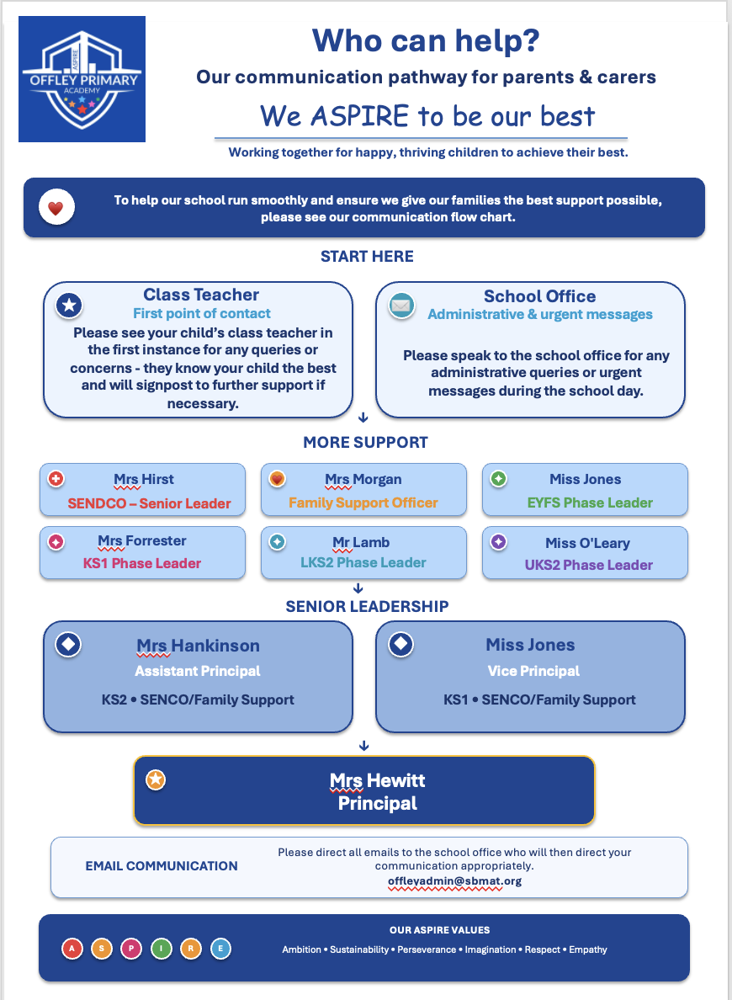 ASPIRE
OFFLEY PRIMARY
ACADEMY
Who can help?
Our communication pathway for parents & carers
We ASPIRE to be our best
Working together for happy, thriving children to achieve their best.
To help our school run smoothly and ensure we give our families the best support possible,
please see our communication flow chart.
START HERE
Class Teacher
First point of contact
Please see your child’s class teacher in
the first instance for any queries or
concerns - they know your child the best
and will signpost to further support if
necessary.
School Office
Administrative & urgent messages
Please speak to the school office for any
administrative queries or urgent
messages during the school day.
MORE SUPPORT
Mrs Hirst
SENDCO – Senior Leader
Mrs Morgan
Family Support Officer
Miss Jones
EYFS Phase Leader
Mrs Forrester
KS1 Phase Leader
Mr Lamb
LKS2 Phase Leader
Miss O'Leary
UKS2 Phase Leader
SENIOR LEADERSHIP
Mrs Hankinson
Assistant Principal
KS2 • SENCO/Family Support
Miss Jones
Vice Principal
KS1 • SENCO/Family Support
Mrs Hewitt
Principal
EMAIL COMMUNICATION
Please direct all emails to the school office who will then direct your
communication appropriately.
offleyadmin@sbmat.org
A S P I R E
OUR ASPIRE VALUES
Ambition • Sustainability • Perseverance • Imagination • Respect • Empathy